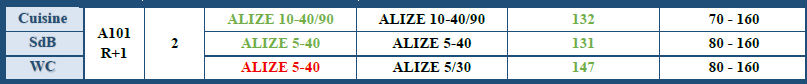 Cuisine A101 R+1 2 ALIZE 10-40/90 ALIZE 10-40/90 132 70 - 160
SdB ALIZE 5-40 ALIZE 5-40 131 80 - 160
WC ALIZE 5-40 ALIZE 5/30 147 80 - 160